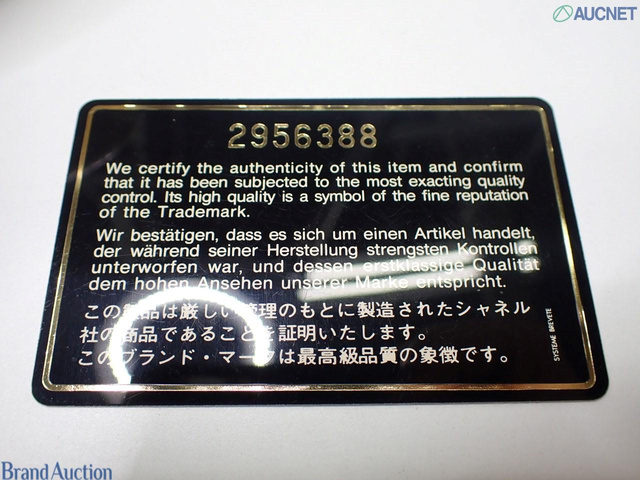 AUCNET
2956388
We certify the authenticity of this item and confirm
that it has been subjected to the most exacting quality
control. Its high quality is a symbol of the fine reputation
of the Trademark.
Wir bestätigen, dass es sich um einen Artikel handelt,
der während seiner Herstellung strengsten Kontrollen
unterworfen war, und dessen erstklassige Qualität
dem hohen Ansehen unserer Marke entspricht.
この製品は厳しい管理のもとに製造されたシャネル
社の商品であることを証明いたします。
このブランド・マークは最高級品質の象徴です。
SYSTEME BREVETE
Brand Auction